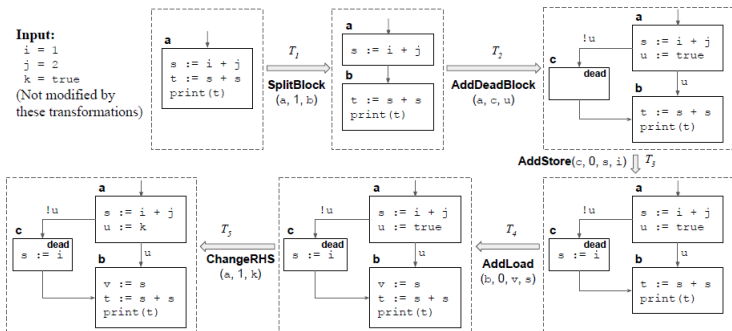 Input:
i = 1
j = 2
k = true
(Not modified by
these transformations)
a
s := i + j
t := s + s
print(t)
T1
SplitBlock
(a, 1, b)
a
s := i + j
b
t := s + s
print(t)
T2
AddDeadBlock
(a, c, u)
a
!u
s := i + j
u := true
c
dead
u
b
t := s + s
print(t)
AddStore(c, 0, s, i) T3
a
!u
s := i + j
u := true
c
dead
s := i
u
b
t := s + s
print(t)
T4
AddLoad
(b, 0, v, s)
a
!u
s := i + j
u := true
c
dead
s := i
u
b
v := s
t := s + s
print(t)
T5
ChangeRHS
(a, 1, k)
a
!u
s := i + j
u := k
c
dead
s := i
u
b
v := s
t := s + s
print(t)